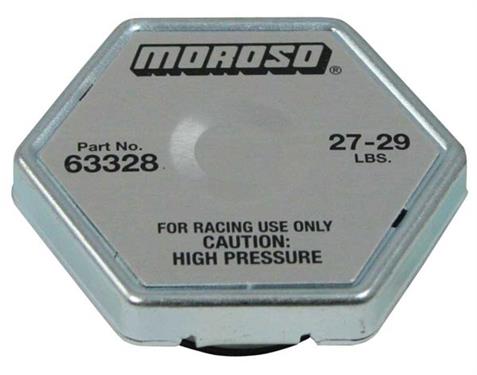 MOROSO®
Part No. 27-29
63328 LBS.
FOR RACING USE ONLY
CAUTION:
HIGH PRESSURE